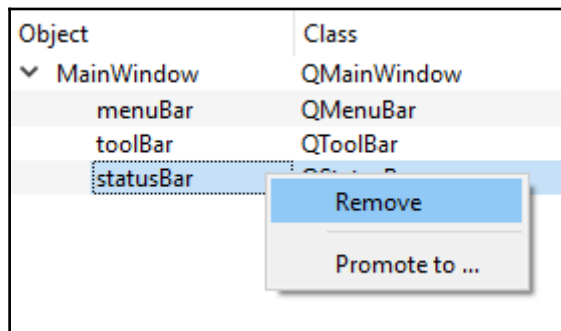 Object Class
MainWindow QMainWindow
menuBar QMenuBar
toolBar QToolBar
statusBar
Remove
Promote to ...